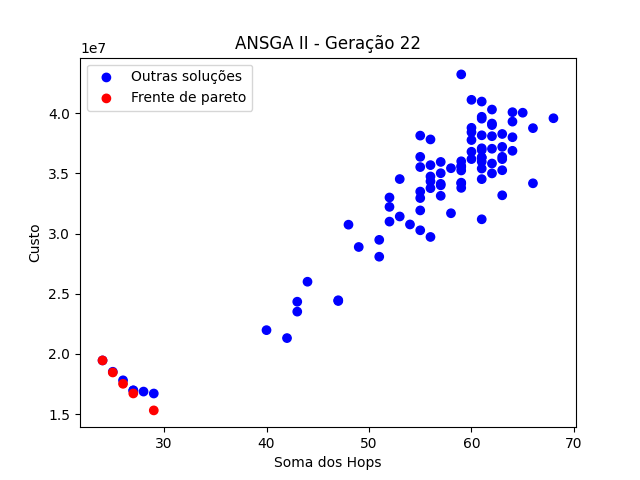 ANSGA II - Geração 22
1e7
Outras soluções
Frente de pareto
4.0
3.5
3.0
2.5
2.0
1.5
Custo
30
40
50
60
70
Soma dos Hops